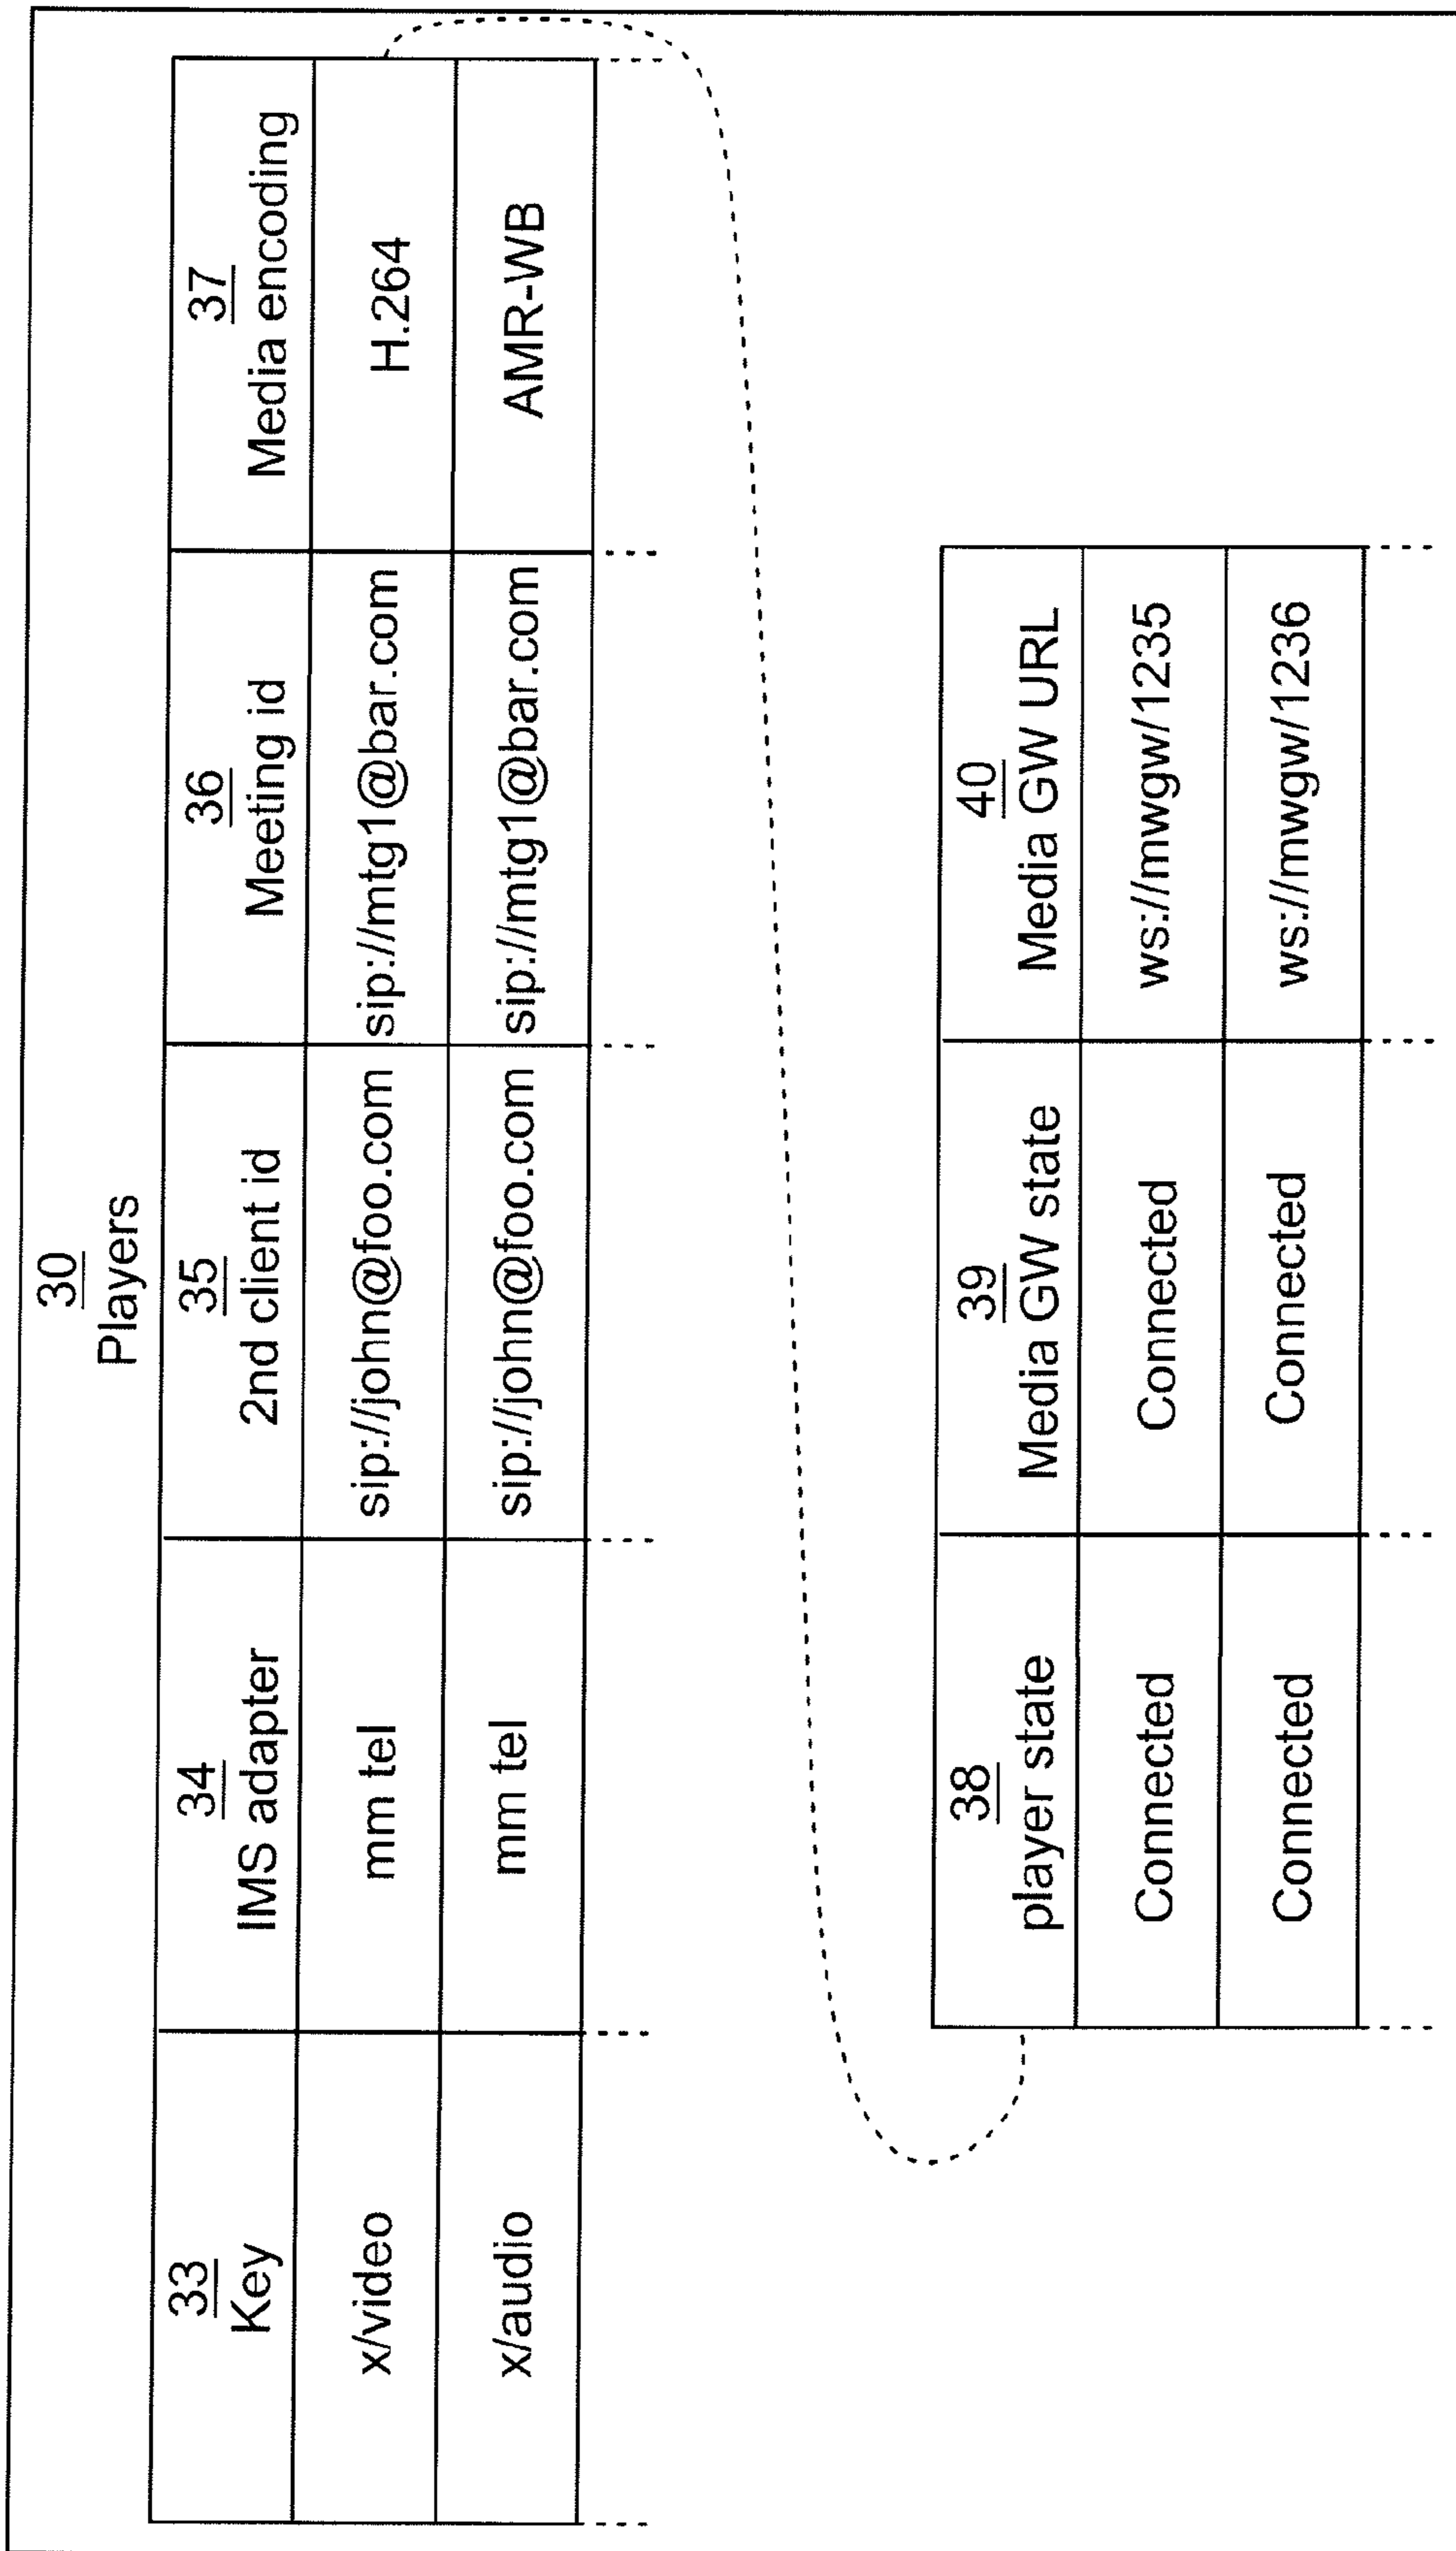 30
Players
33 34 35 36 37
Key IMS adapter 2nd client id Meeting id Media encoding
x/video mm tel sip://john@foo.com sip://mtg1@bar.com H.264
x/audio mm tel sip://john@foo.com sip://mtg1@bar.com AMR-WB
38 39 40
player state Media GW state Media GW URL
Connected Connected ws://mwgw/1235
Connected Connected ws://mwgw/1236